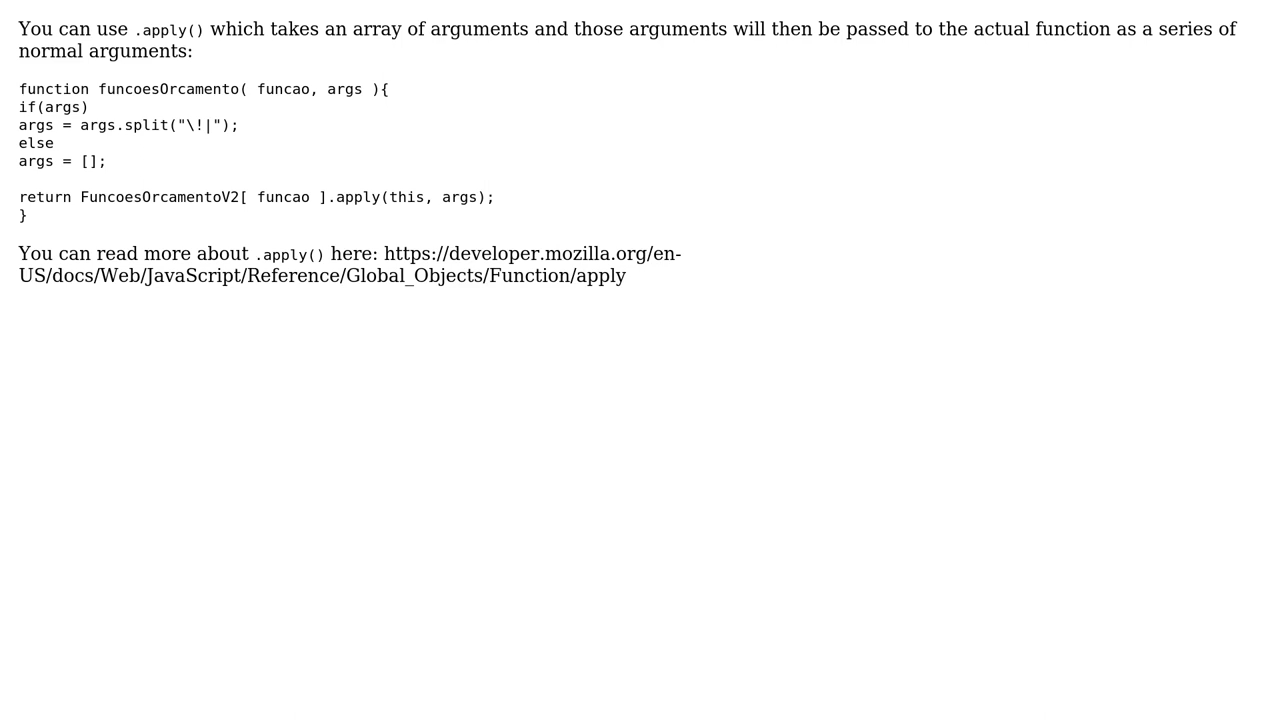 You can use .apply() which takes an array of arguments and those arguments will then be passed to the actual function as a series of
normal arguments:
function funcoesOrcamento( funcao, args ){
if(args)
args = args.split("\!|");
else
args = [];
return FuncoesOrcamentoV2[ funcao ].apply(this, args);
}
You can read more about .apply() here: https://developer.mozilla.org/en-
US/docs/Web/JavaScript/Reference/Global_Objects/Function/apply